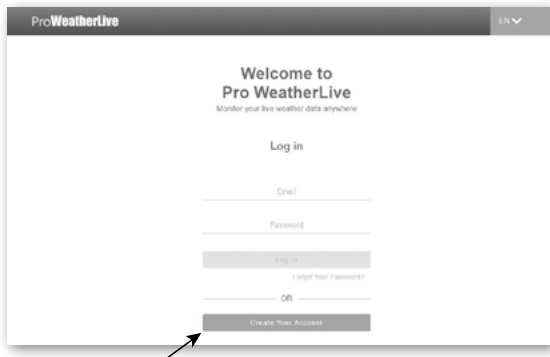 ProWeatherLive
EN
Welcome to
Pro WeatherLive
Monitor your live weather data anywhere
Log in
Email
Password
Log in
Forgot Your Password?
OR
Create Your Account